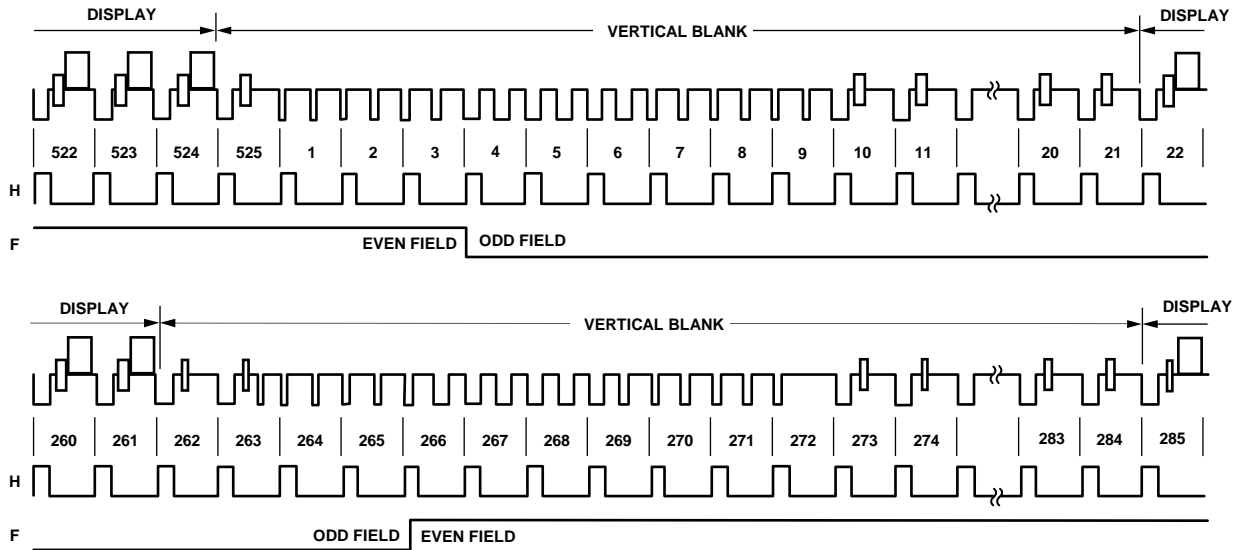 DISPLAY VERTICAL BLANK DISPLAY
522 523 524 525 1 2 3 4 5 6 7 8 9 10 11 20 21 22
H
F EVEN FIELD ODD FIELD
DISPLAY VERTICAL BLANK DISPLAY
260 261 262 263 264 265 266 267 268 269 270 271 272 273 274 283 284 285
H
F ODD FIELD EVEN FIELD